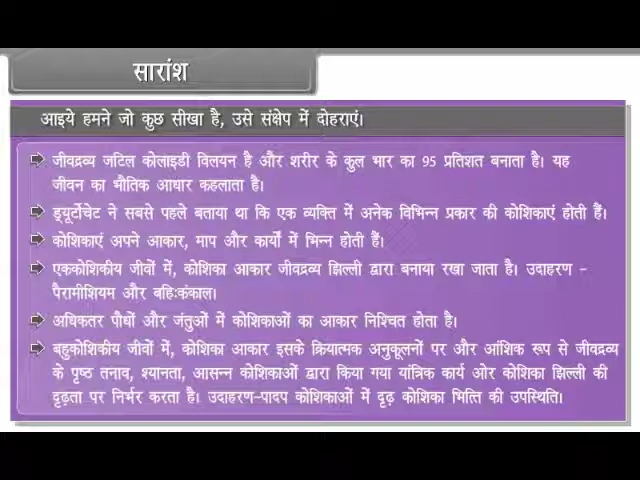 सारांश
आइये हमने जो कुछ सीखा है, उसे संक्षेप में दोहराएं।
जीवद्रव्य जटिल कोलाइडी विलयन है और शरीर के कुल भार का 95 प्रतिशत बनाता है। यह
जीवन का भौतिक आधार कहलाता है।
ड्यूर्टोचेट ने सबसे पहले बताया था कि एक व्यक्ति में अनेक विभिन्न प्रकार की कोशिकाएं होती हैं।
कोशिकाएं अपने आकार, माप और कार्यों में भिन्न होती हैं।
एककोशिकीय जीवों में, कोशिका आकार जीवद्रव्य झिल्ली द्वारा बनाया रखा जाता है। उदाहरण -
पैरामीशियम और बहिःकंकाल।
अधिकतर पौघों और जंतुओं में कोशिकाओं का आकार निश्चित होता है।
बहुकोशिकीय जीवों में, कोशिका आकार इसके क्रियात्मक अनुकूलनों पर और आंशिक रूप से जीवद्रव्य
के पृष्ठ तनाव, श्यानता, आसन्न कोशिकाओं द्वारा किया गया यांत्रिक कार्य ओर कोशिका झिल्ली की
दृढ़ता पर निर्भर करता है। उदाहरण-पादप कोशिकाओं में दृढ़ कोशिका भित्ति की उपस्थिति।